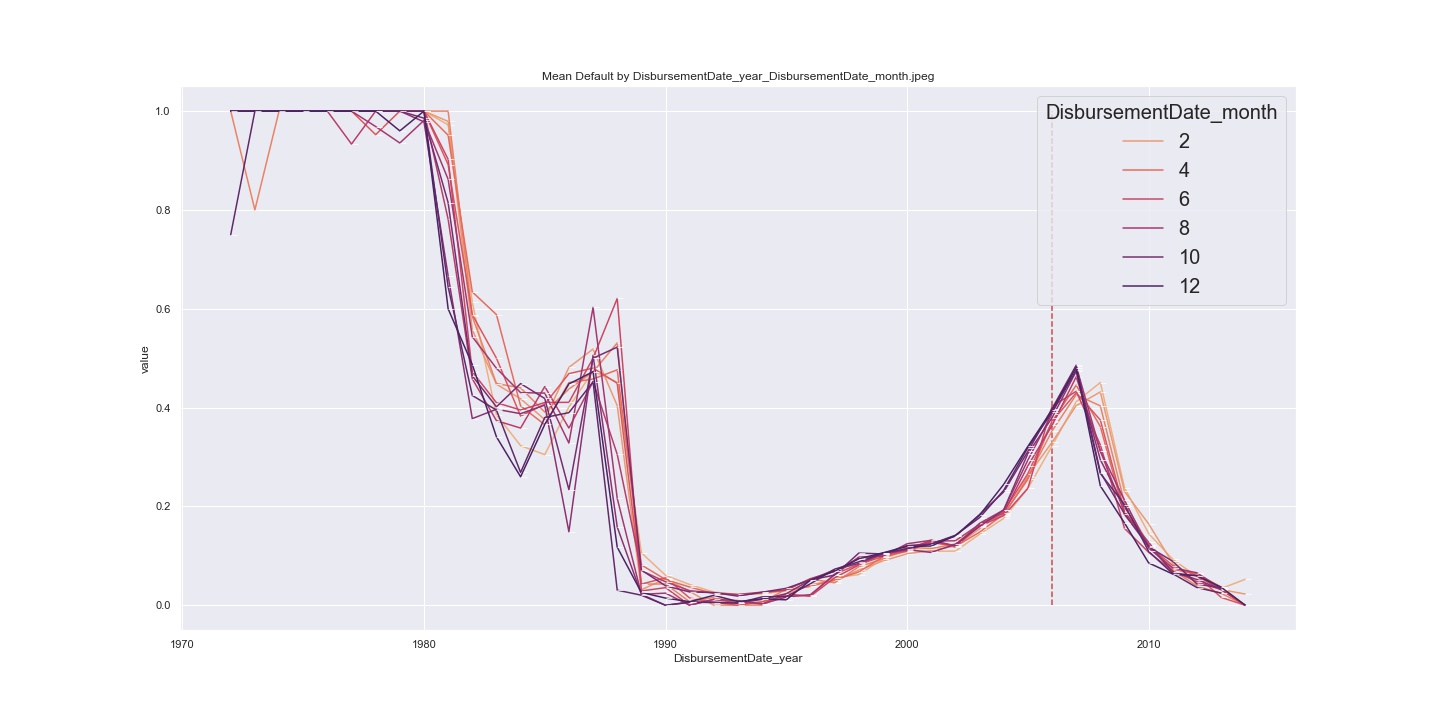 Mean Default by DisbursementDate_year_DisbursementDate_month.jpeg
DisbursementDate_month
2
4
6
8
10
12
1.0
0.8
0.6
0.4
0.2
0.0
value
1970 1980 1990 2000 2010
DisbursementDate_year